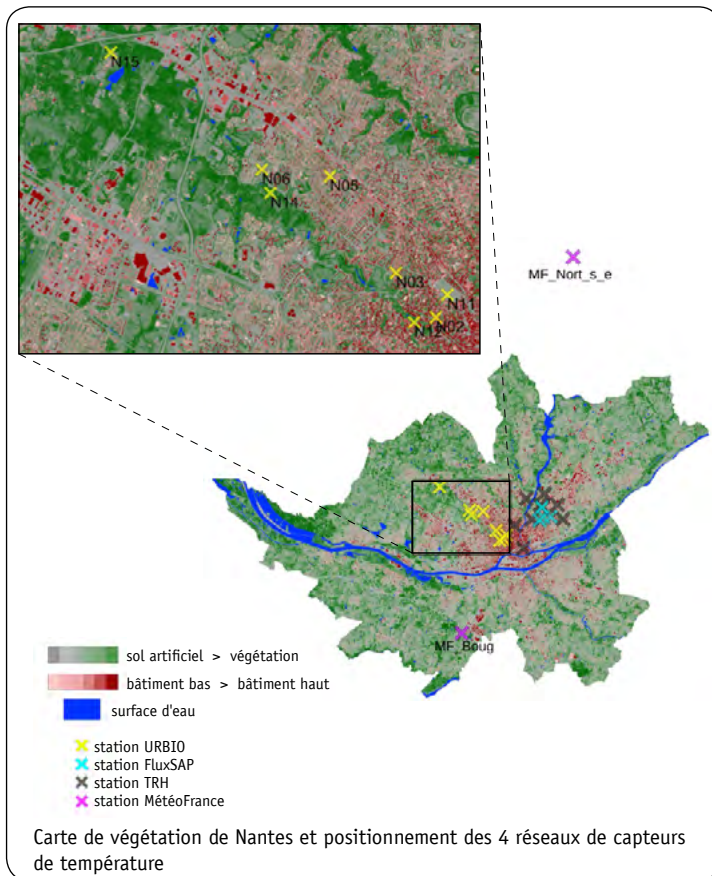 N15
N06
N05
N14
N03
N11
N02
N12
MF_Nort_s_e
MF_Boug
sol artificiel > végétation
bâtiment bas > bâtiment haut
surface d'eau
station URBIO
station FluxSAP
station TRH
station MétéoFrance
Carte de végétation de Nantes et positionnement des 4 réseaux de capteurs
de température